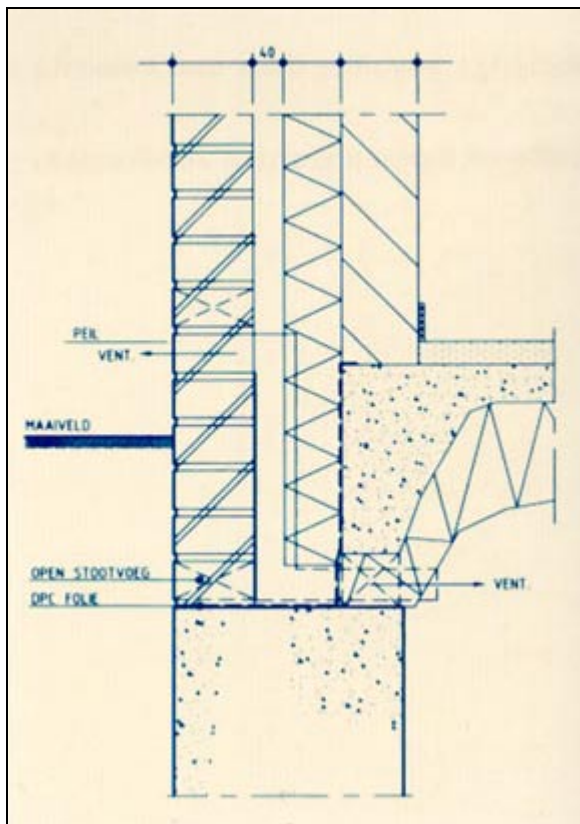 40
PEIL
VENT.
MAAIVELD
OPEN STOOTVOEG
VENT.
DPC FOLIE